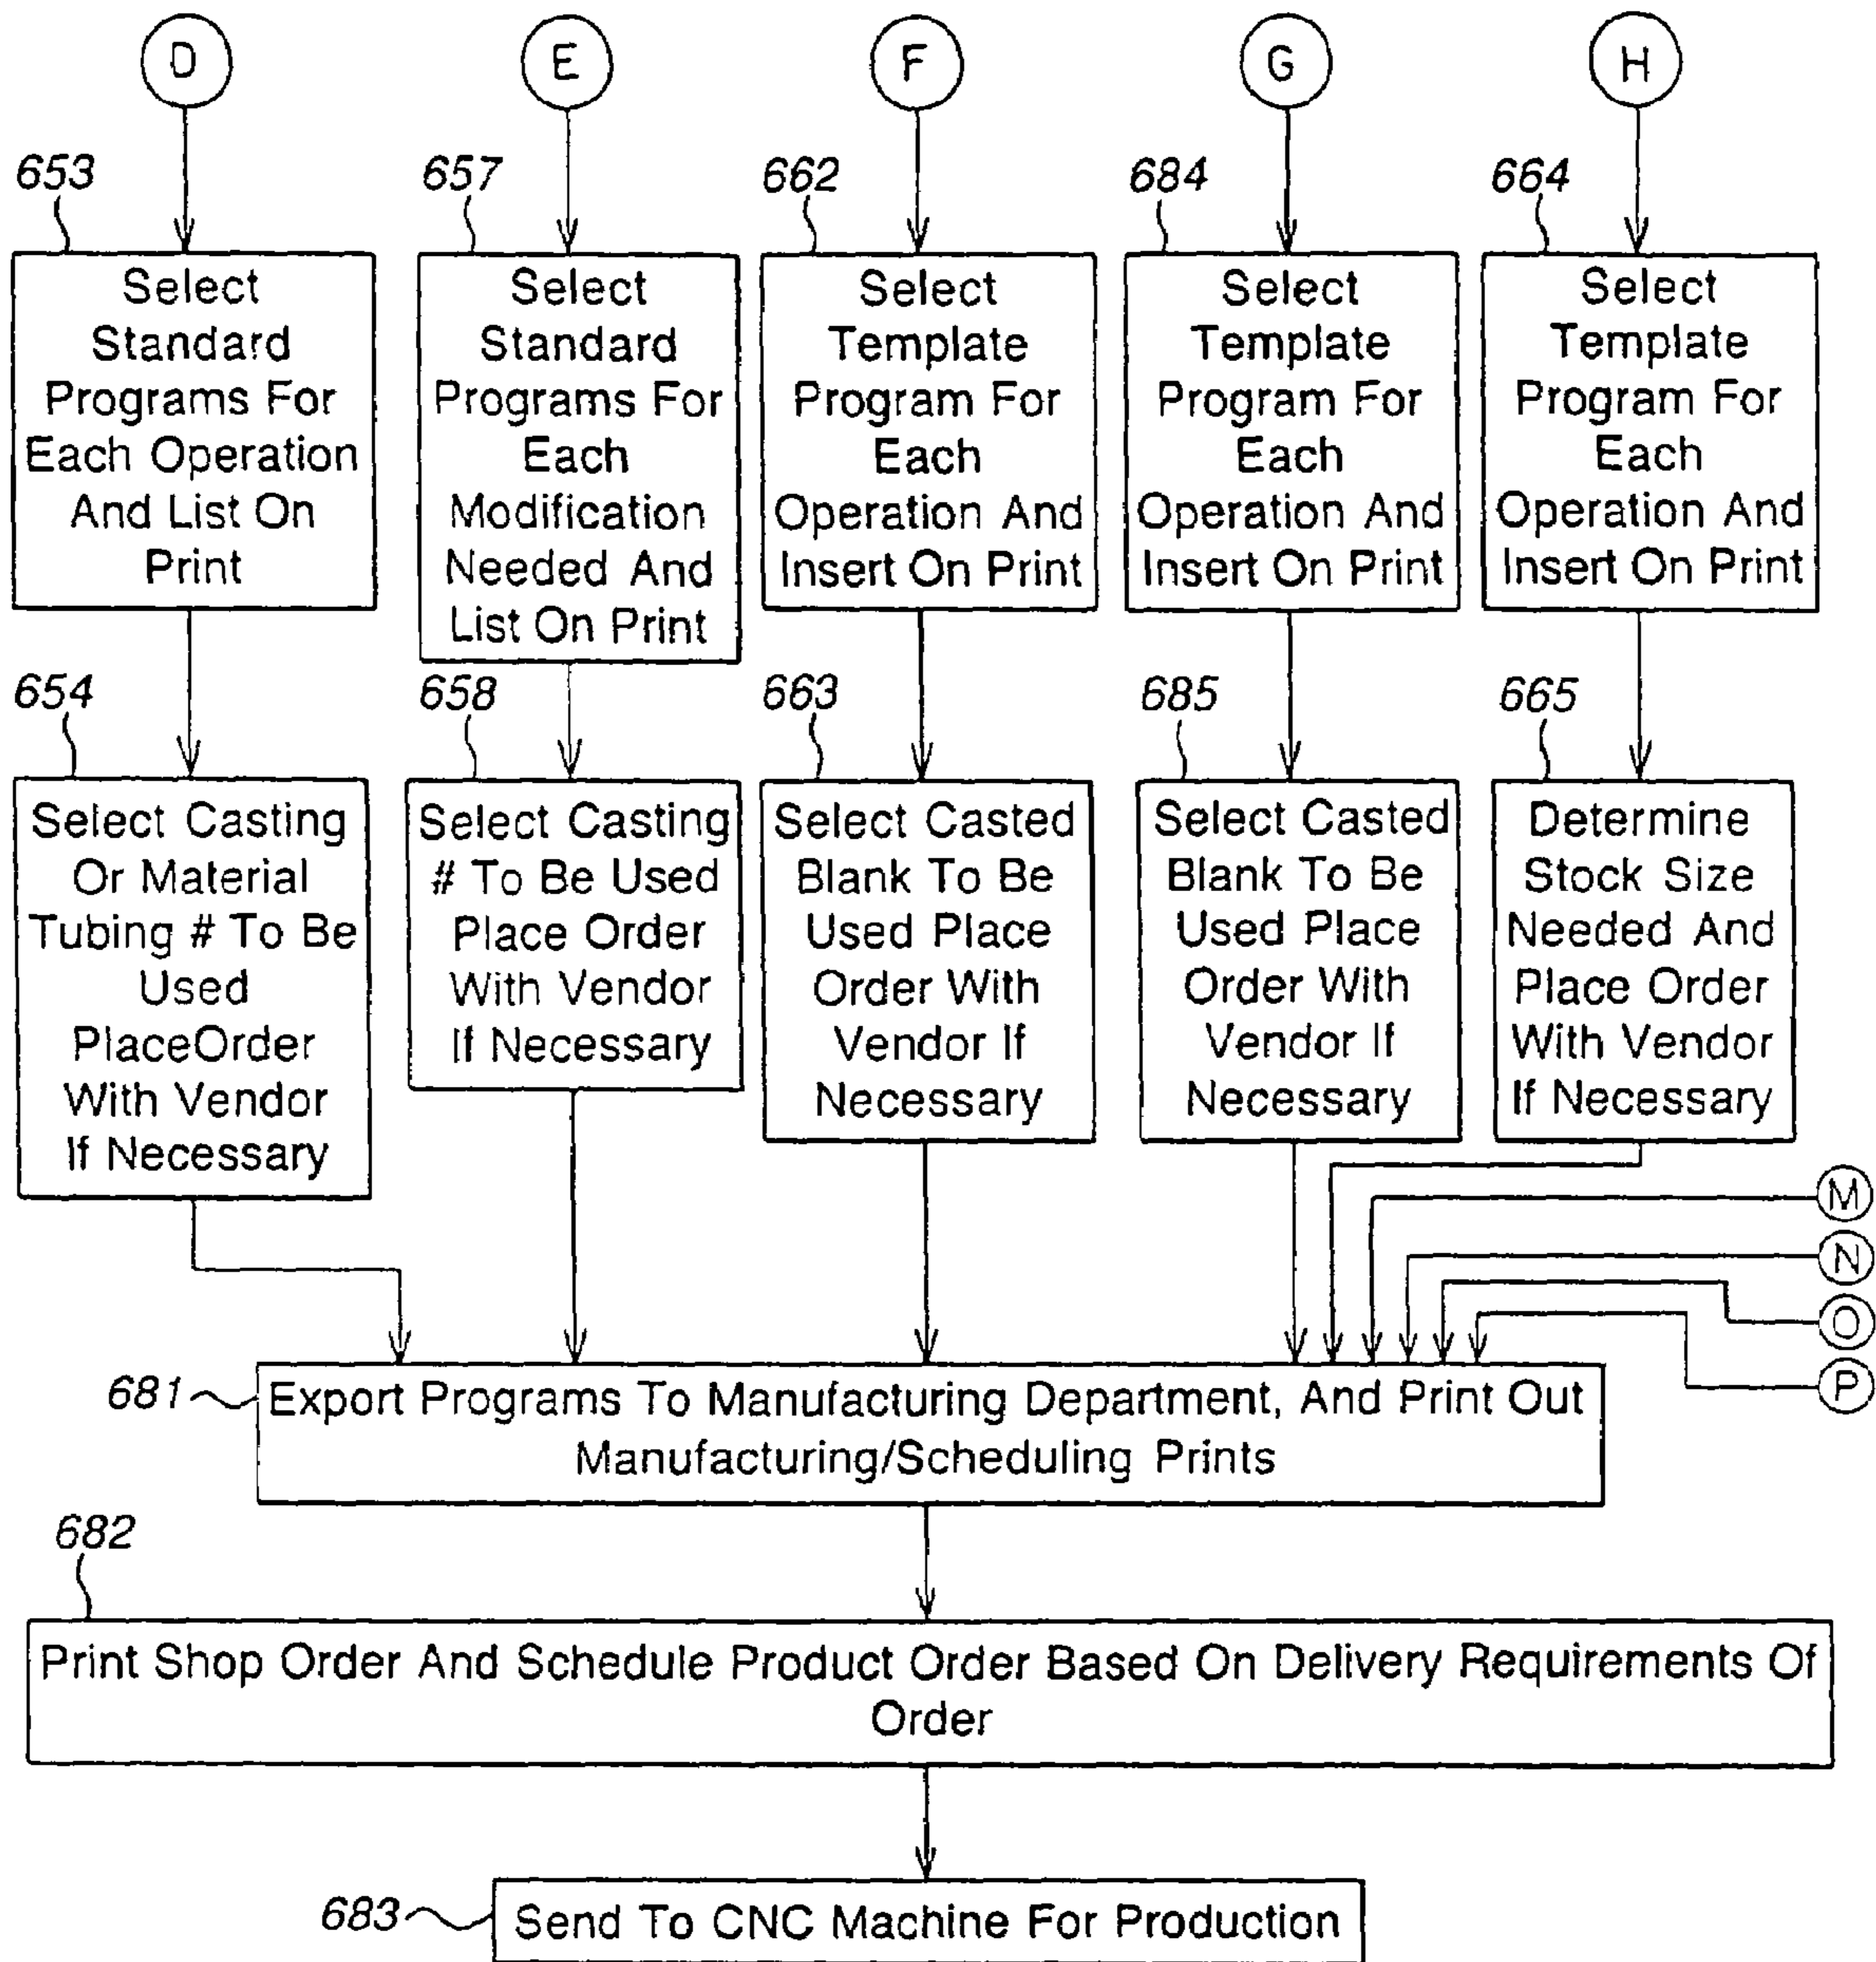 D
E
F
G
H
653
657
662
684
664
Select
Standard
Programs For
Each Operation
And List On
Print
Select
Standard
Programs For
Each
Modification
Needed And
List On Print
Select
Template
Program For
Each
Operation And
Insert On Print
Select
Template
Program For
Each
Operation And
Insert On Print
Select
Template
Program For
Each
Operation And
Insert On Print
654
658
663
685
665
Select Casting
Or Material
Tubing # To Be
Used
PlaceOrder
With Vendor
If Necessary
Select Casting
# To Be Used
Place Order
With Vendor
If Necessary
Select Casted
Blank To Be
Used Place
Order With
Vendor If
Necessary
Select Casted
Blank To Be
Used Place
Order With
Vendor If
Necessary
Determine
Stock Size
Needed And
Place Order
With Vendor
If Necessary
M
N
O
P
681
Export Programs To Manufacturing Department, And Print Out
Manufacturing/Scheduling Prints
682
Print Shop Order And Schedule Product Order Based On Delivery Requirements Of
Order
683
Send To CNC Machine For Production